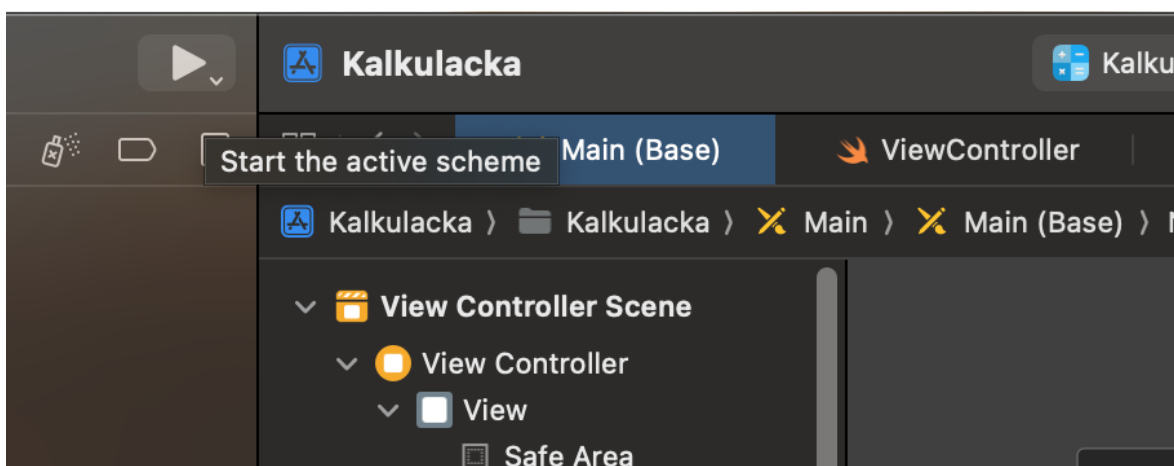 Kalkulacka
Kalku
Start the active scheme
Main (Base)
ViewController
Kalkulacka 〉 Kalkulacka 〉 Main 〉 Main (Base) 〉
View Controller Scene
View Controller
View
Safe Area